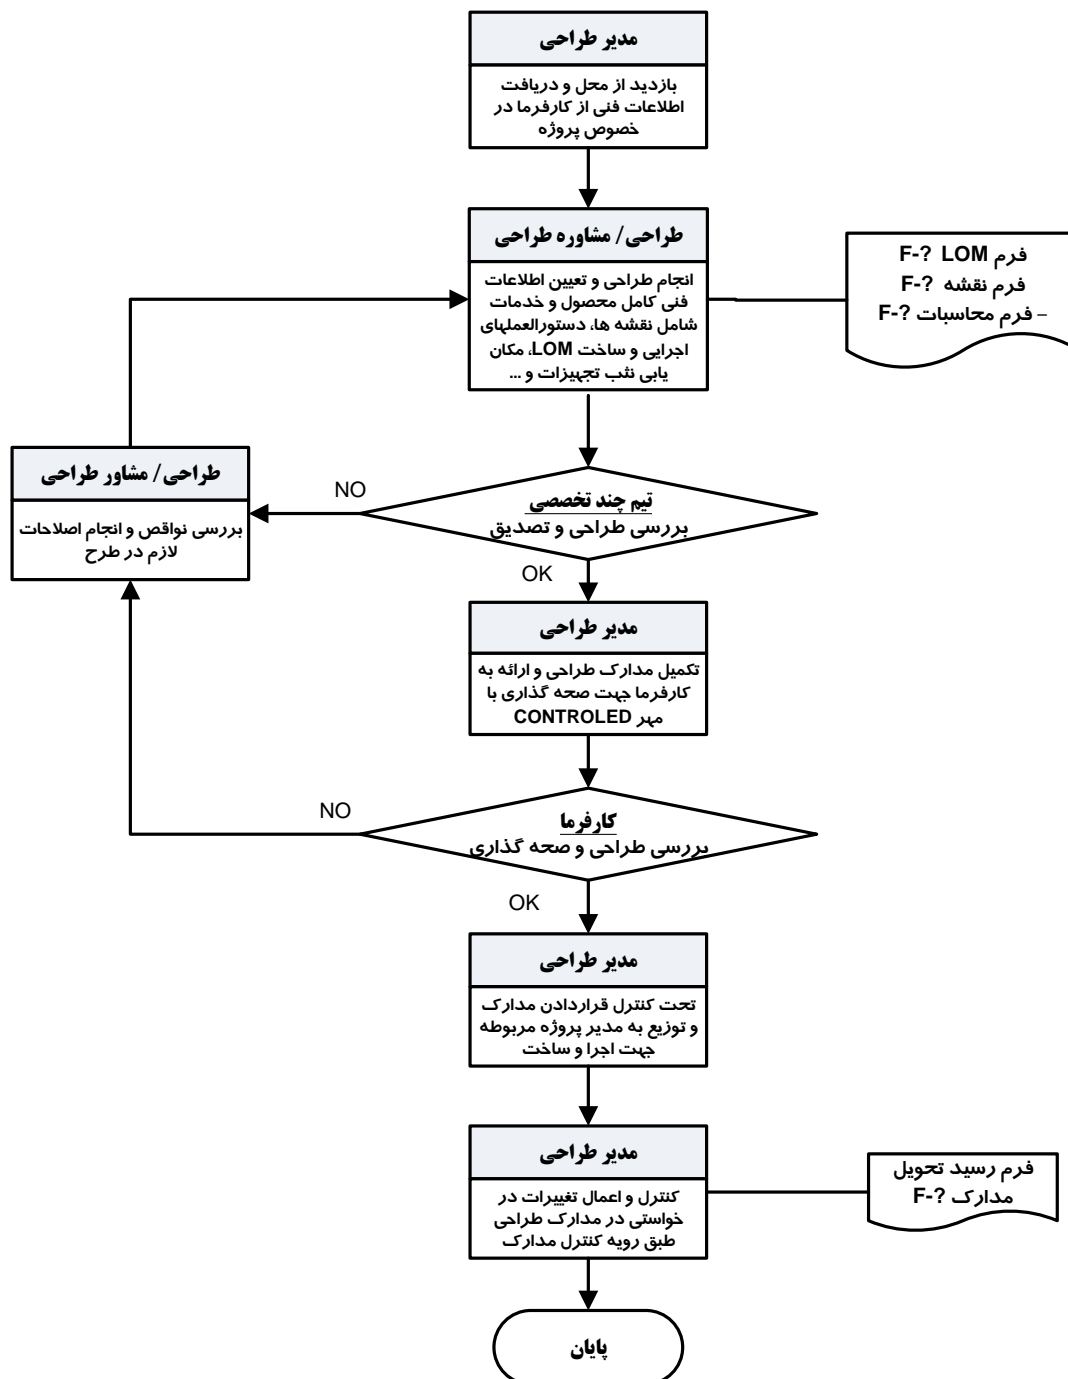 مدیر طراحی
بازدید از محل و دریافت
اطلاعات فنی از کارفرما در
خصوص پروژه
طراحی/ مشاوره طراحی
انجام طراحی و تعیین اطلاعات
فنی کامل محصول و خدمات
شامل نقشه ها، دستورالعملهای
اجرایی و ساخت LOM، مکان
یابی نثب تجهیزات و ...
فرم F-? LOM
فرم نقشه F-?
– فرم محاسبات F-?
طراحی/ مشاور طراحی
بررسی نواقص و انجام اصلاحات
لازم در طرح
NO
تیم چند تخصصی
بررسی طراحی و تصدیق
OK
مدیر طراحی
تکمیل مدارک طراحی و ارائه به
کارفرما جهت صحه گذاری با
مهر CONTROLED
NO
کارفرما
بررسی طراحی و صحه گذاری
OK
مدیر طراحی
تحت کنترل قراردادن مدارک
و توزیع به مدیر پروژه مربوطه
جهت اجرا و ساخت
مدیر طراحی
کنترل و اعمال تغییرات در
خواستی در مدارک طراحی
طبق رویه کنترل مدارک
فرم رسید تحویل
مدارک F-?
پایان